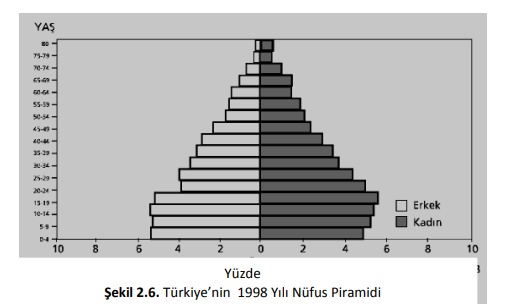 YAŞ
80
75-79
70-74
65-69
60-64
55-59
50-54
45-49
40-44
35-39
30-34
25-29
20-24
15-19
10-14
5-9
0-4
Erkek
Kadın
10 8 6 4 2 0 2 4 6 8 10
Yüzde
Şekil 2.6. Türkiye'nin 1998 Yılı Nüfus Piramidi